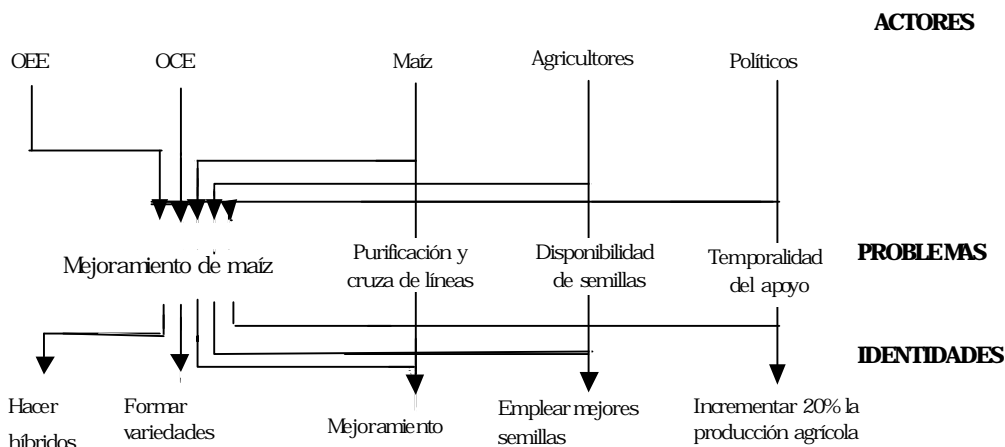 ACTORES
OEE
OCE
Maíz
Agricultores
Políticos
Mejoramiento de maíz
Purificación y
cruza de líneas
Disponibilidad
de semillas
Temporalidad
del apoyo
PROBLEMAS
IDENTIDADES
Hacer
híbridos
Formar
variedades
Mejoramiento
Emplear mejores
semillas
Incrementar 20% la
producción agrícola